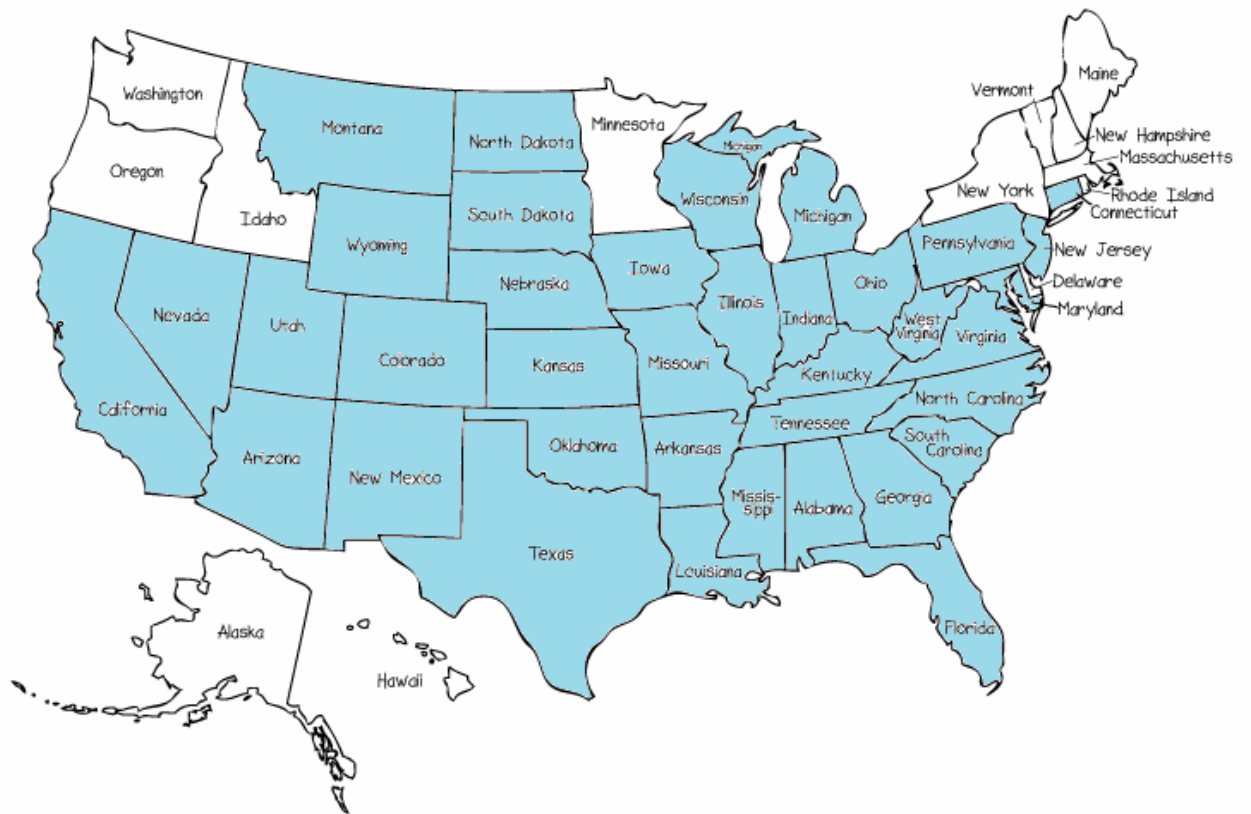 Washington
Oregon
Idaho
Montana
North Dakota
Minnesota
South Dakota
Wyoming
Nebraska
Wisconsin
Michigan
Michigan
Iowa
Nevada
Utah
Colorado
California
Kansas
Missouri
Illinois
Indiana
Ohio
Kentucky
West
Virginia
Virginia
Pennsylvania
New York
Vermont
Maine
New Hampshire
Massachusetts
Rhode Island
Connecticut
New Jersey
Delaware
Maryland
Arizona
New Mexico
Oklahoma
Arkansas
Tennessee
North Carolina
South
Carolina
Missis-
sippi
Alabama
Georgia
Texas
Louisiana
Florida
Alaska
Hawaii